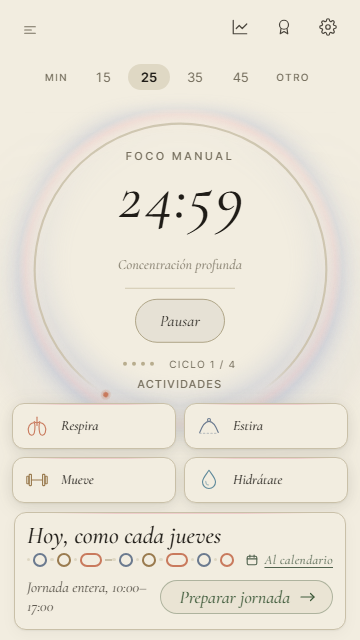 MIN 15 25 35 45 OTRO
FOCO MANUAL
24:59
Concentración profunda
Pausar
CICLO 1 / 4
ACTIVIDADES
Respira
Estira
Mueve
Hidrátate
Hoy, como cada jueves
Al calendario
Jornada entera, 10:00–
17:00
Preparar jornada →